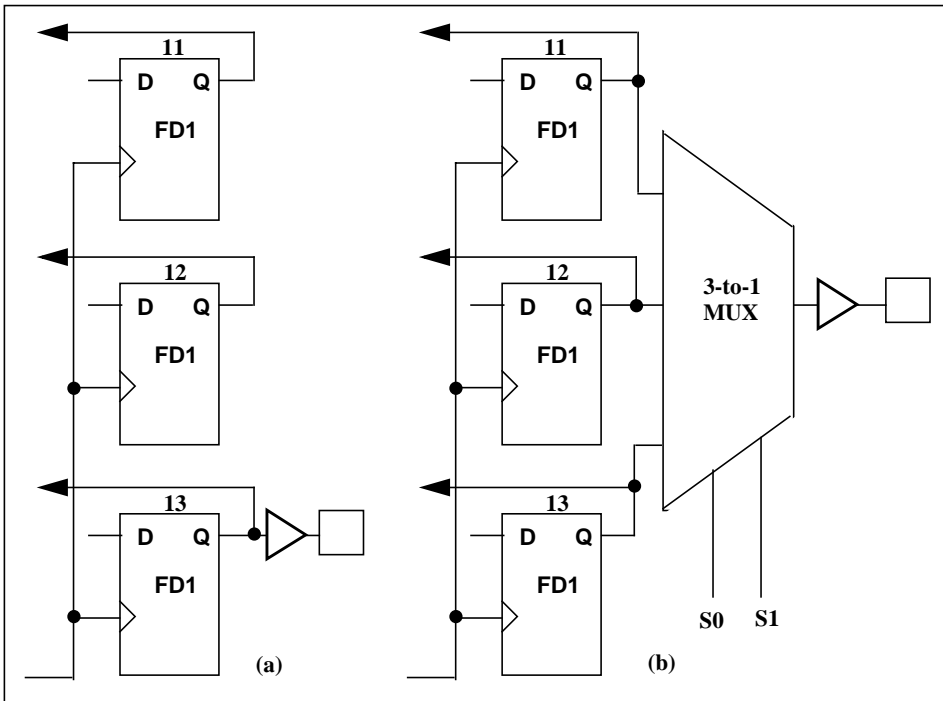 11
D Q
FD1
12
D Q
FD1
13
D Q
FD1
(a)
11
D Q
FD1
12
D Q
FD1
13
D Q
FD1
3-to-1
MUX
S0 S1
(b)